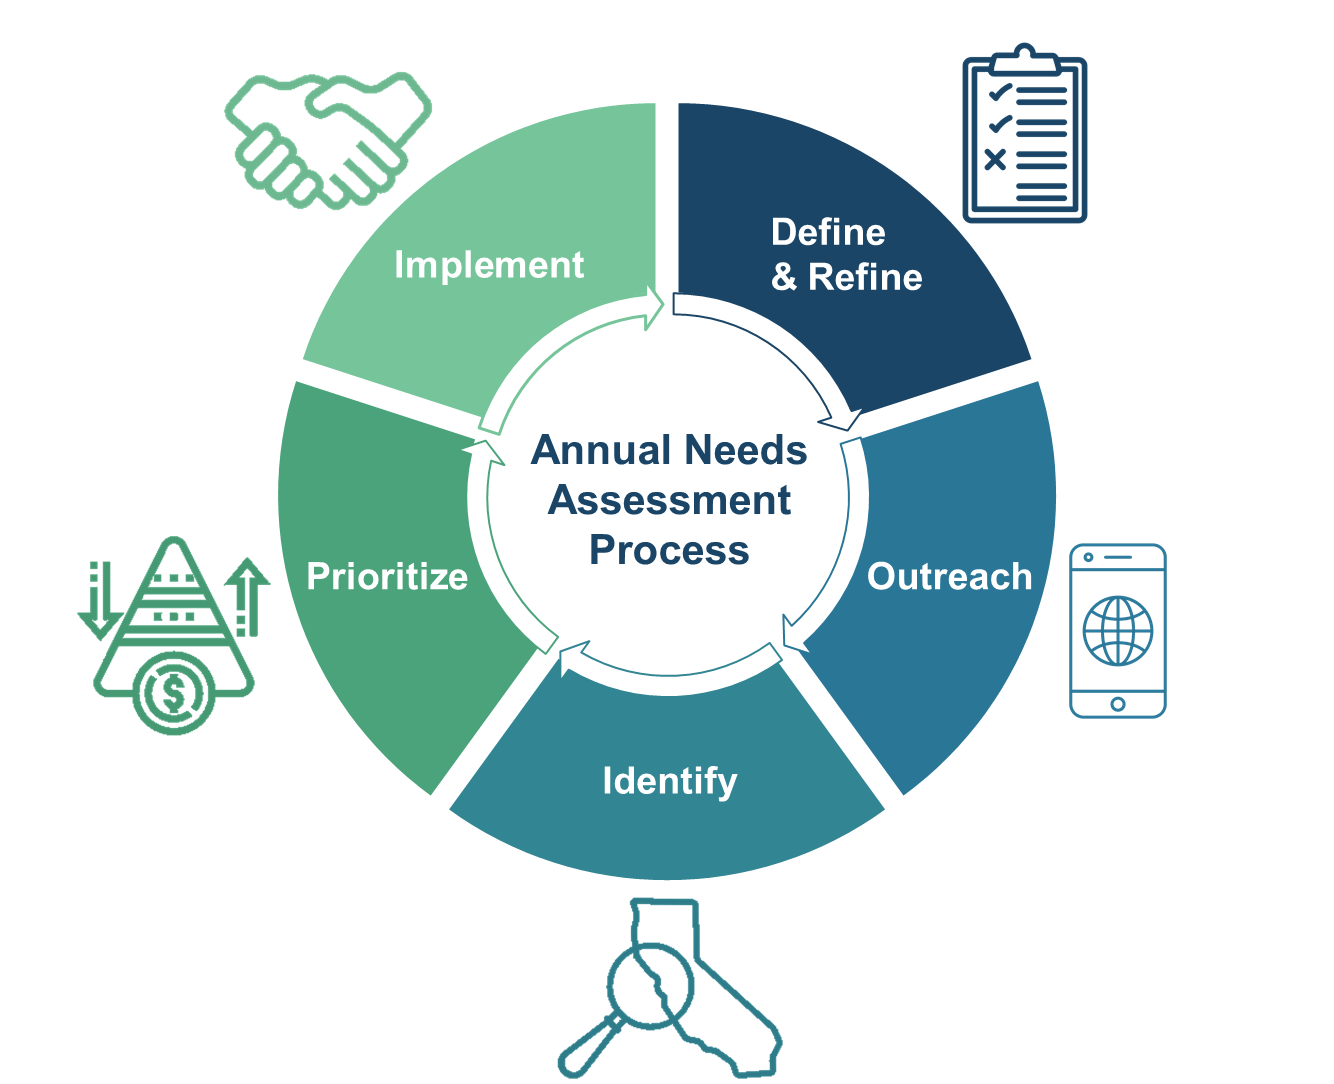 Implement
Define
& Refine
Annual Needs
Assessment
Process
Prioritize
Outreach
Identify
$